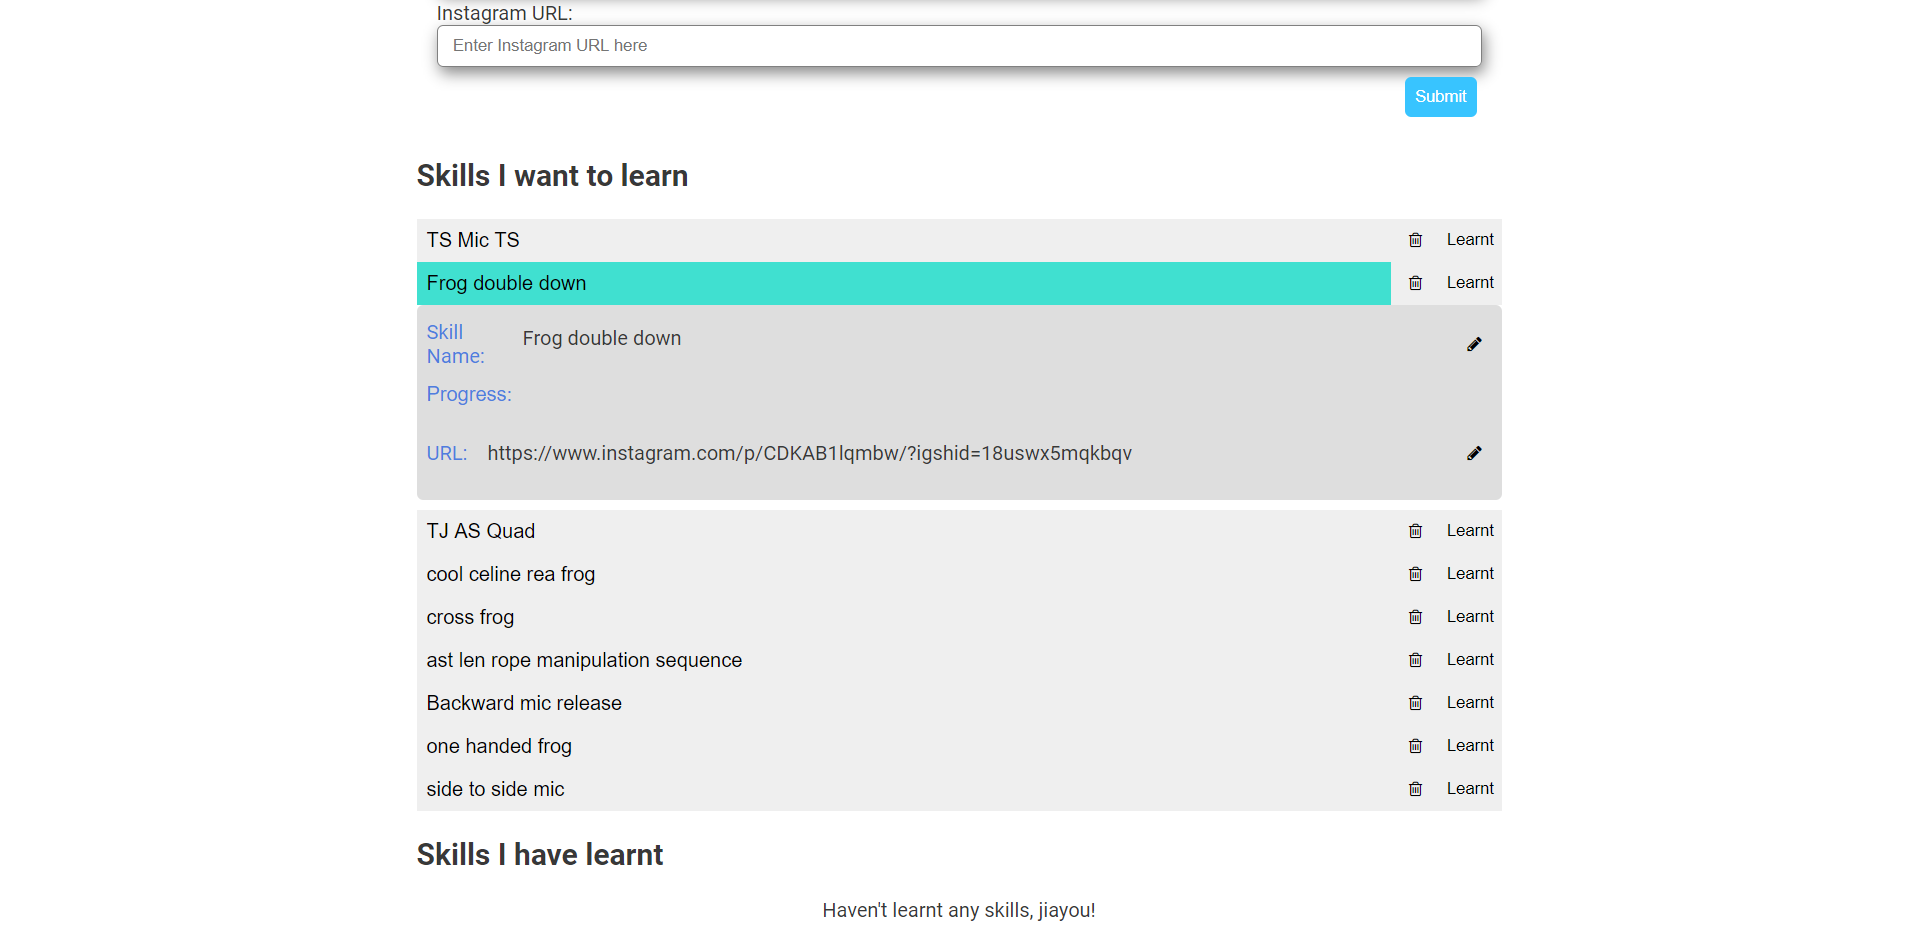 Instagram URL:
Enter Instagram URL here
Submit
Skills I want to learn
TS Mic TS
Learnt
Frog double down
Learnt
Skill Name:
Frog double down
Progress:
URL:
https://www.instagram.com/p/CDKAB1lqmbw/?igshid=18uswx5mqkbqv
TJ AS Quad
Learnt
cool celine rea frog
Learnt
cross frog
Learnt
ast len rope manipulation sequence
Learnt
Backward mic release
Learnt
one handed frog
Learnt
side to side mic
Learnt
Skills I have learnt
Haven't learnt any skills, jiayou!